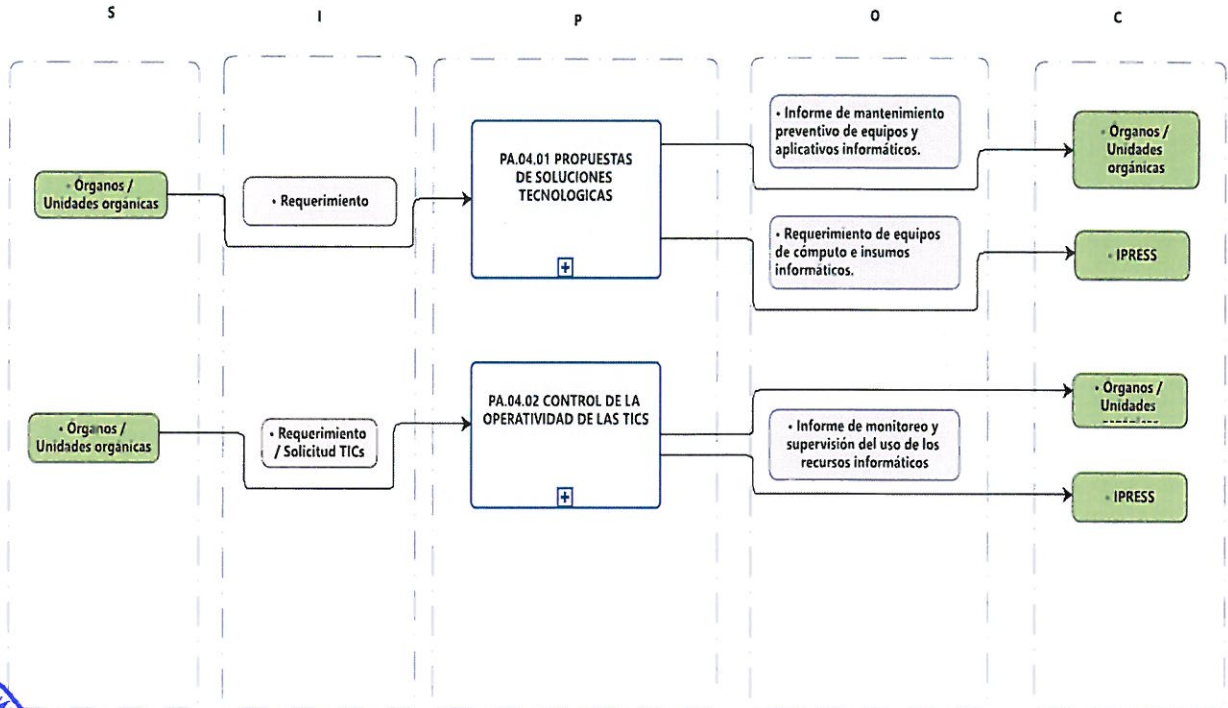 S I P O C
• Órganos /
Unidades orgánicas
• Requerimiento
PA.04.01 PROPUESTAS
DE SOLUCIONES
TECNOLOGICAS
• Informe de mantenimiento
preventivo de equipos y
aplicativos informáticos.
• Requerimiento de equipos
de cómputo e insumos
informáticos.
• Órganos /
Unidades
orgánicas
• IPRESS
• Órganos /
Unidades orgánicas
• Requerimiento
/ Solicitud TICs
PA.04.02 CONTROL DE LA
OPERATIVIDAD DE LAS TICS
• Informe de monitoreo y
supervisión del uso de los
recursos informáticos
• Órganos /
Unidades
• IPRESS